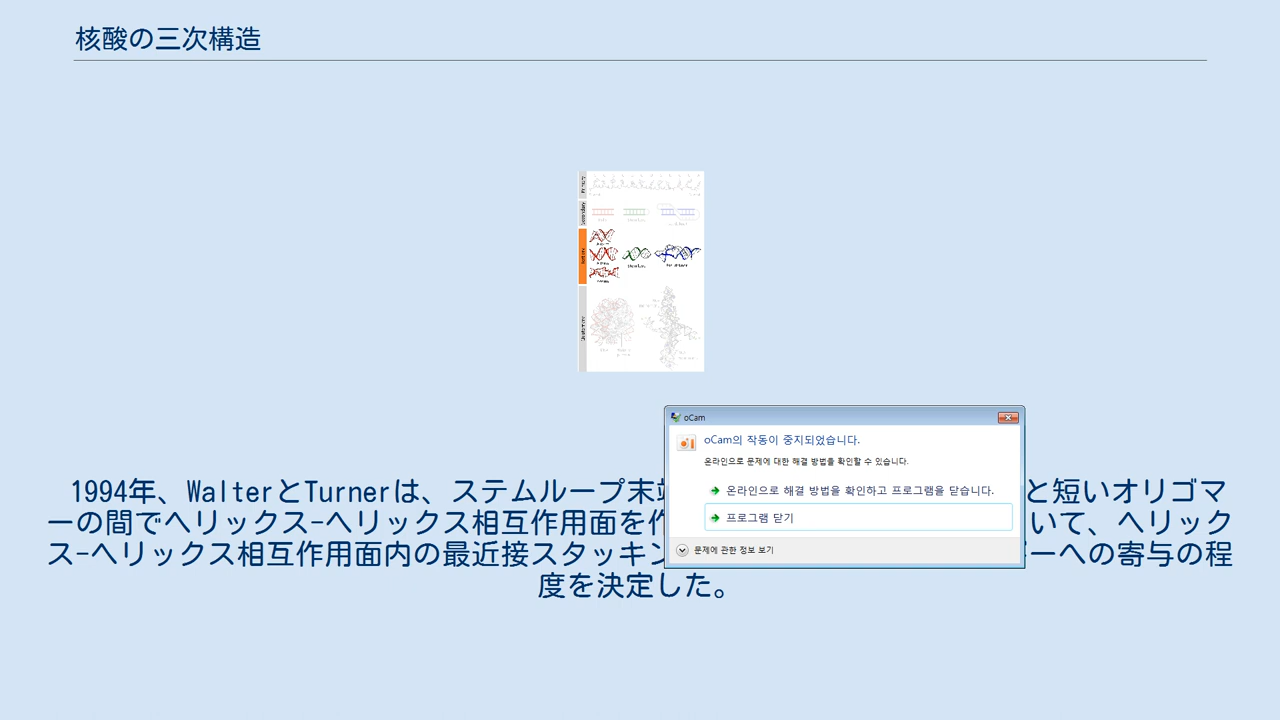 核酸の三次構造
Primary
Secondary
Tertiary
Quaternary
oCam
oCam의 작동이 중지되었습니다.
온라인으로 문제에 대한 해결 방법을 확인할 수 있습니다.
온라인으로 해결 방법을 확인하고 프로그램을 닫습니다.
프로그램 닫기
문제에 관한 정보 보기
1994年、WalterとTurnerは、ステムループ末 と短いオリゴマ
ーの間でヘリックス-ヘリックス相互作用面を作 いて、ヘリック
ス-ヘリックス相互作用面内の最近接スタッキン ーへの寄与の程
度を決定した。